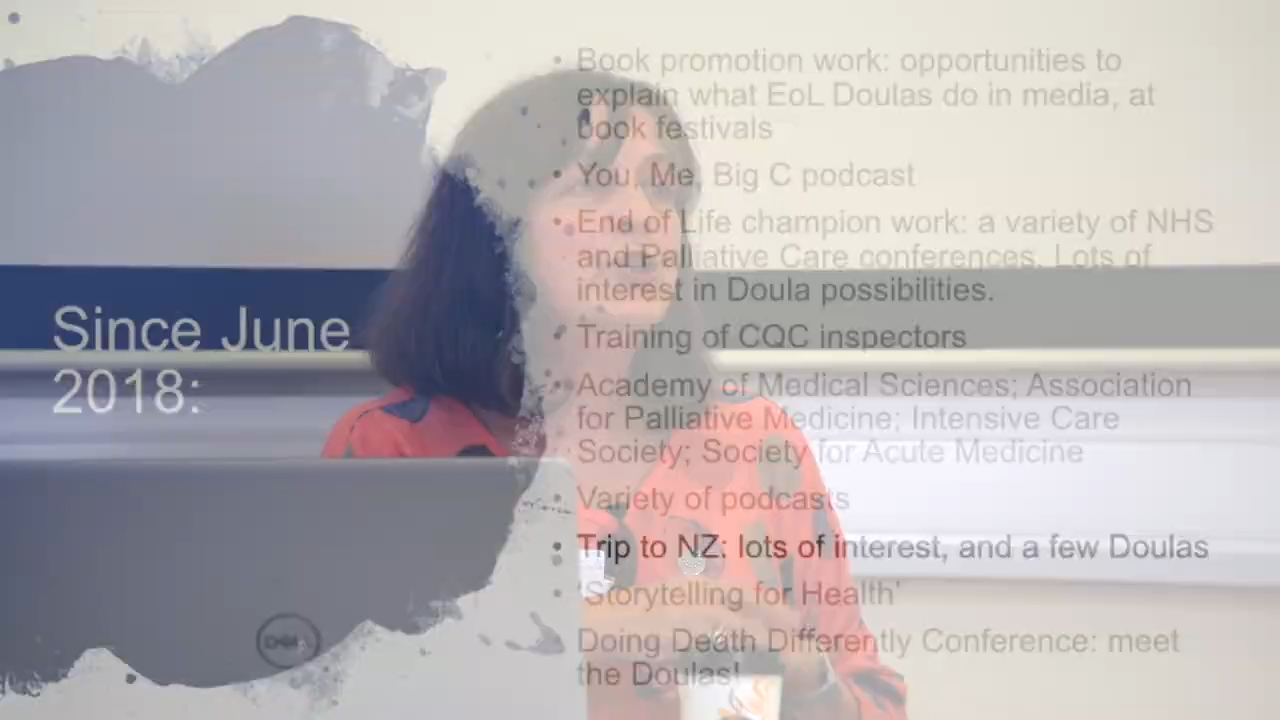 Since June
2018:
• Book promotion work: opportunities to
explain what EoL Doulas do in media, at
book festivals
• You, Me, Big C podcast
• End of Life champion work: a variety of NHS
and Palliative Care conferences. Lots of
interest in Doula possibilities.
• Training of CQC inspectors
• Academy of Medical Sciences; Association
for Palliative Medicine; Intensive Care
Society; Society for Acute Medicine
• Variety of podcasts
• Trip to NZ: lots of interest, and a few Doulas
• 'Storytelling for Health'
Doing Death Differently Conference: meet
the Doulas!
DELL